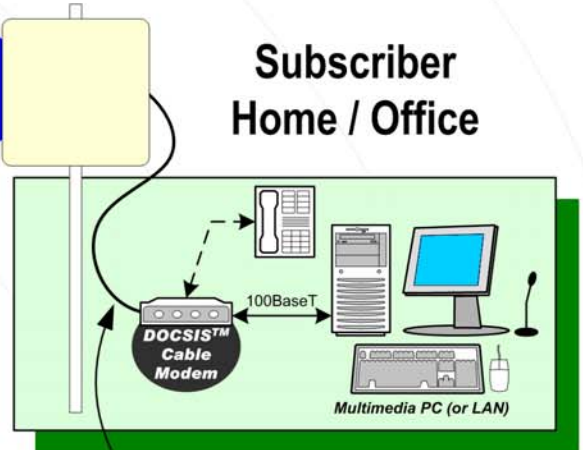 Subscriber
Home / Office
100BaseT
DOCSIS™
Cable
Modem
Multimedia PC (or LAN)